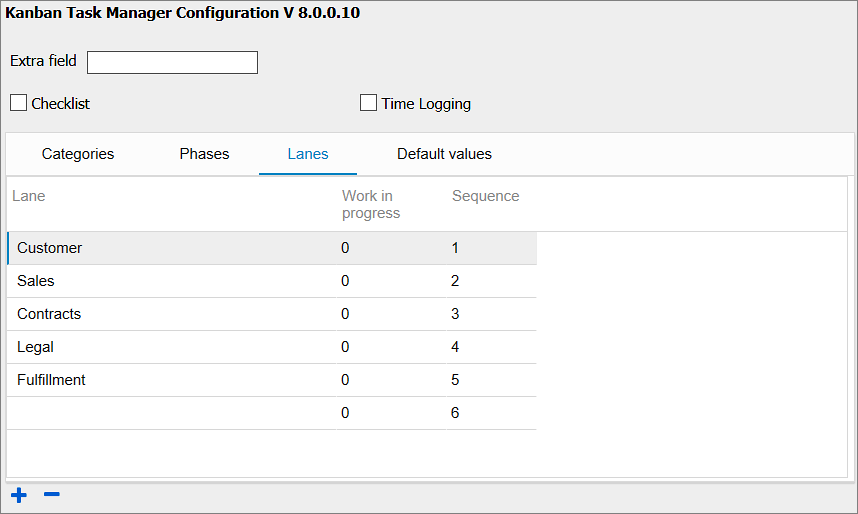 Kanban Task Manager Configuration V 8.0.0.10
Extra field
Checklist Time Logging
Categories Phases Lanes Default values
Lane Work in progress Sequence
Customer 0 1
Sales 0 2
Contracts 0 3
Legal 0 4
Fulfillment 0 5
0 6